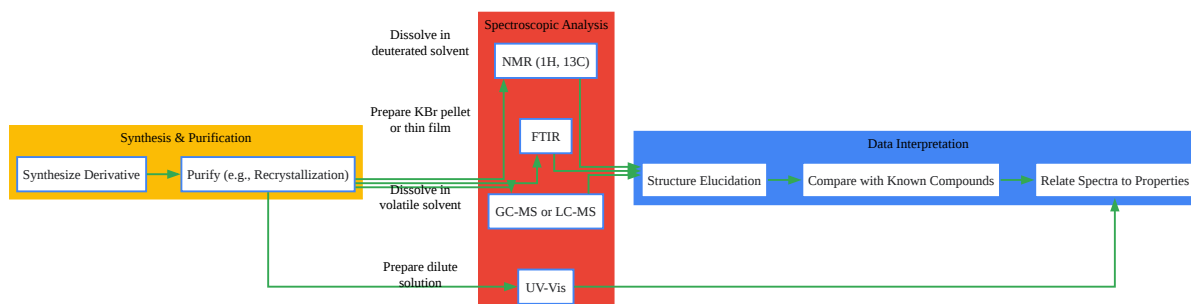 Synthesis & Purification
Synthesize Derivative
Purify (e.g., Recrystallization)
Dissolve in
deuterated solvent
Prepare KBr pellet
or thin film
Dissolve in
volatile solvent
Prepare dilute
solution
Spectroscopic Analysis
NMR (1H, 13C)
FTIR
GC-MS or LC-MS
UV-Vis
Data Interpretation
Structure Elucidation
Compare with Known Compounds
Relate Spectra to Properties